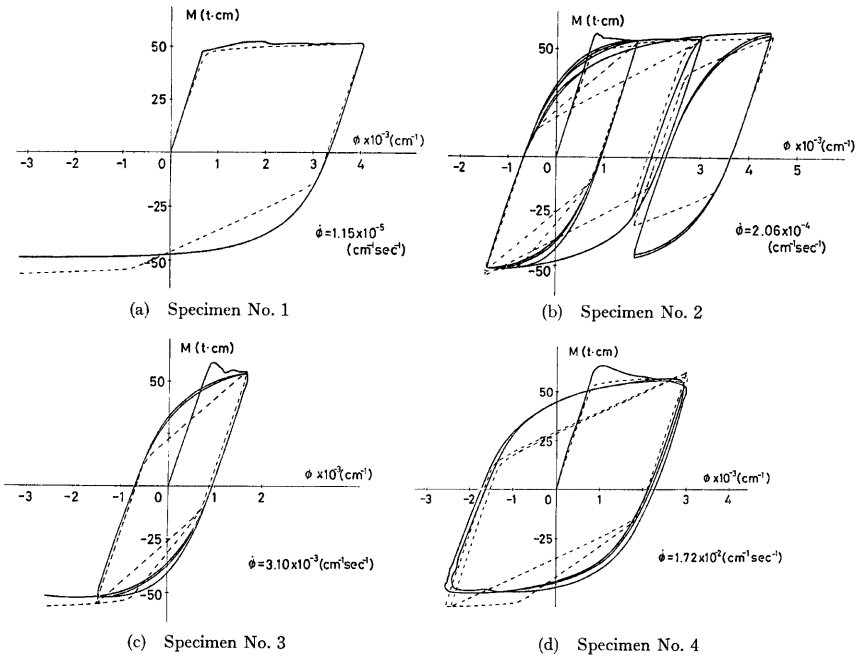 M (t·cm)
50
25
ϕ x10⁻³(cm⁻¹)
-3 -2 -1 0 1 2 3 4
-25
-50
ϕ̇=1.15x10⁻⁵
(cm⁻¹sec⁻¹)
(a) Specimen No. 1
M (t·cm)
50
25
ϕ x10⁻³(cm⁻¹)
-2 -1 0 1 2 3 4 5
-25
-50
ϕ̇=2.06x10⁻⁴
(cm⁻¹sec⁻¹)
(b) Specimen No. 2
M (t·cm)
50
25
ϕ x10⁻³(cm⁻¹)
-3 -2 -1 0 1 2
-25
-50
ϕ̇=3.10x10⁻³(cm⁻¹sec⁻¹)
(c) Specimen No. 3
M (t·cm)
50
25
ϕ x10⁻³(cm⁻¹)
-3 -2 -1 0 1 2 3 4
-25
-50
ϕ̇=1.72x10⁻²(cm⁻¹sec⁻¹)
(d) Specimen No. 4